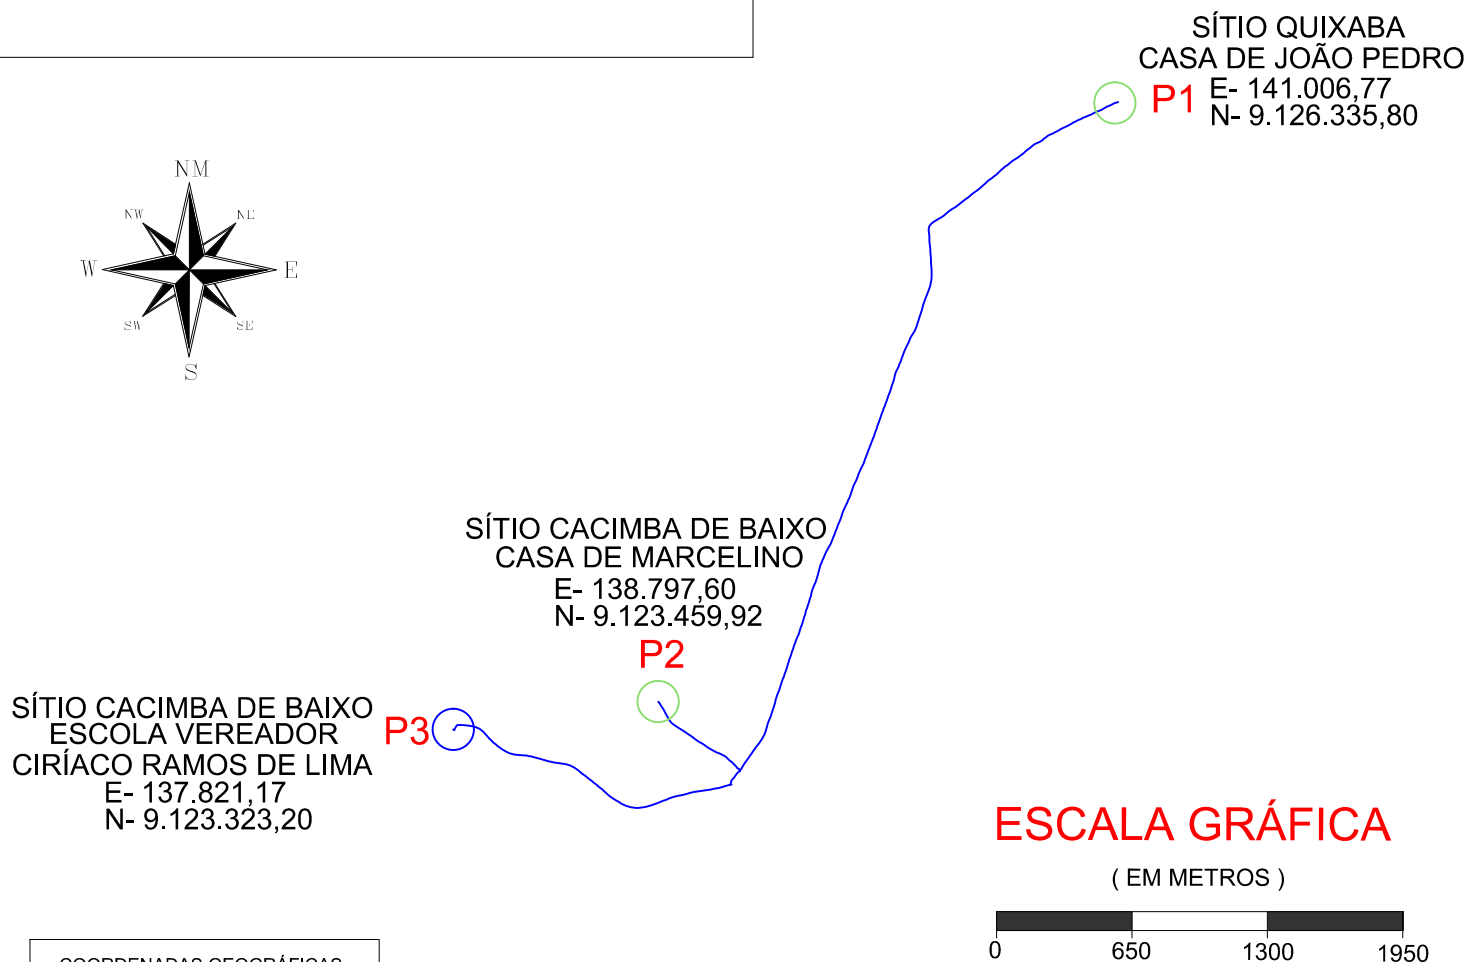 SÍTIO QUIXABA
CASA DE JOÃO PEDRO
P1
E- 141.006,77
N- 9.126.335,80
NM
NW
NE
W
E
SW
SE
S
SÍTIO CACIMBA DE BAIXO
CASA DE MARCELINO
E- 138.797,60
N- 9.123.459,92
P2
SÍTIO CACIMBA DE BAIXO
ESCOLA VEREADOR
CIRÍACO RAMOS DE LIMA
E- 137.821,17
N- 9.123.323,20
P3
ESCALA GRÁFICA
( EM METROS )
0 650 1300 1950
COORDENADAS GEOGRÁFICAS